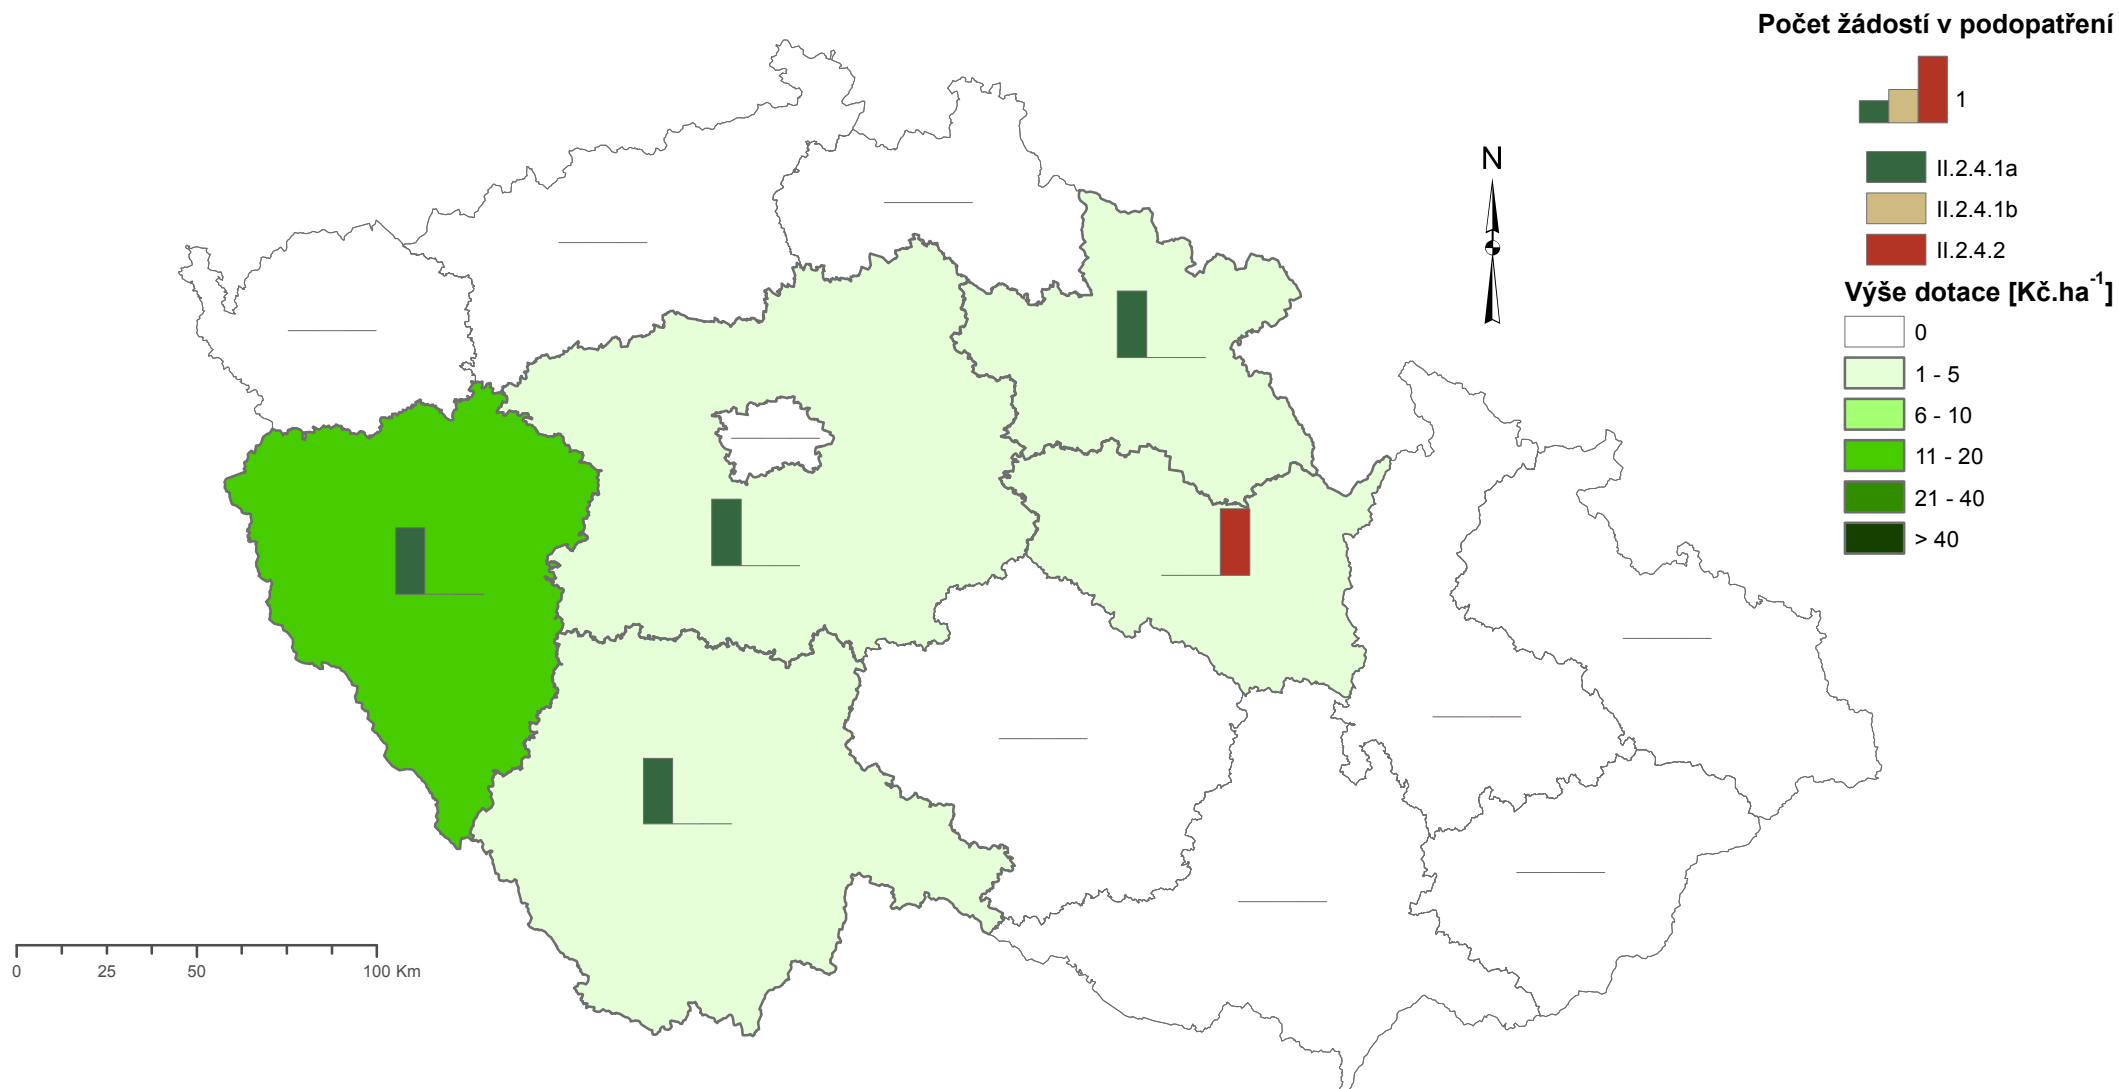 Počet žádostí v podopatření
1
N
II.2.4.1a
II.2.4.1b
II.2.4.2
Výše dotace [Kč.ha⁻¹]
0
1 - 5
6 - 10
11 - 20
21 - 40
> 40
0 25 50 100 Km